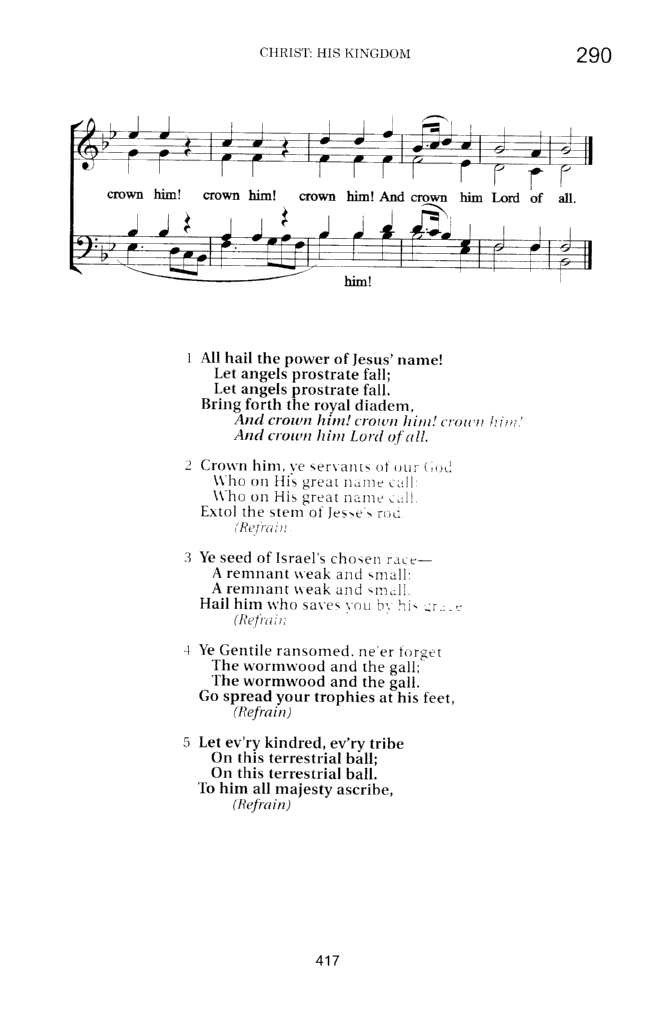 CHRIST: HIS KINGDOM
290
crown him! crown him! crown him! And crown him Lord of all.
him!
1 All hail the power of Jesus' name!
Let angels prostrate fall;
Let angels prostrate fall.
Bring forth the royal diadem,
And crown him! crown him! crown him!
And crown him Lord of all.
2 Crown him, ye servants of our God
Who on His great name call;
Who on His great name call.
Extol the stem of Jesse's rod
(Refrain
3 Ye seed of Israel's chosen race—
A remnant weak and small;
A remnant weak and small.
Hail him who saves you by his grace
(Refrain
4 Ye Gentile ransomed, ne'er forget
The wormwood and the gall;
The wormwood and the gall.
Go spread your trophies at his feet,
(Refrain)
5 Let ev'ry kindred, ev'ry tribe
On this terrestrial ball;
On this terrestrial ball.
To him all majesty ascribe,
(Refrain)
417